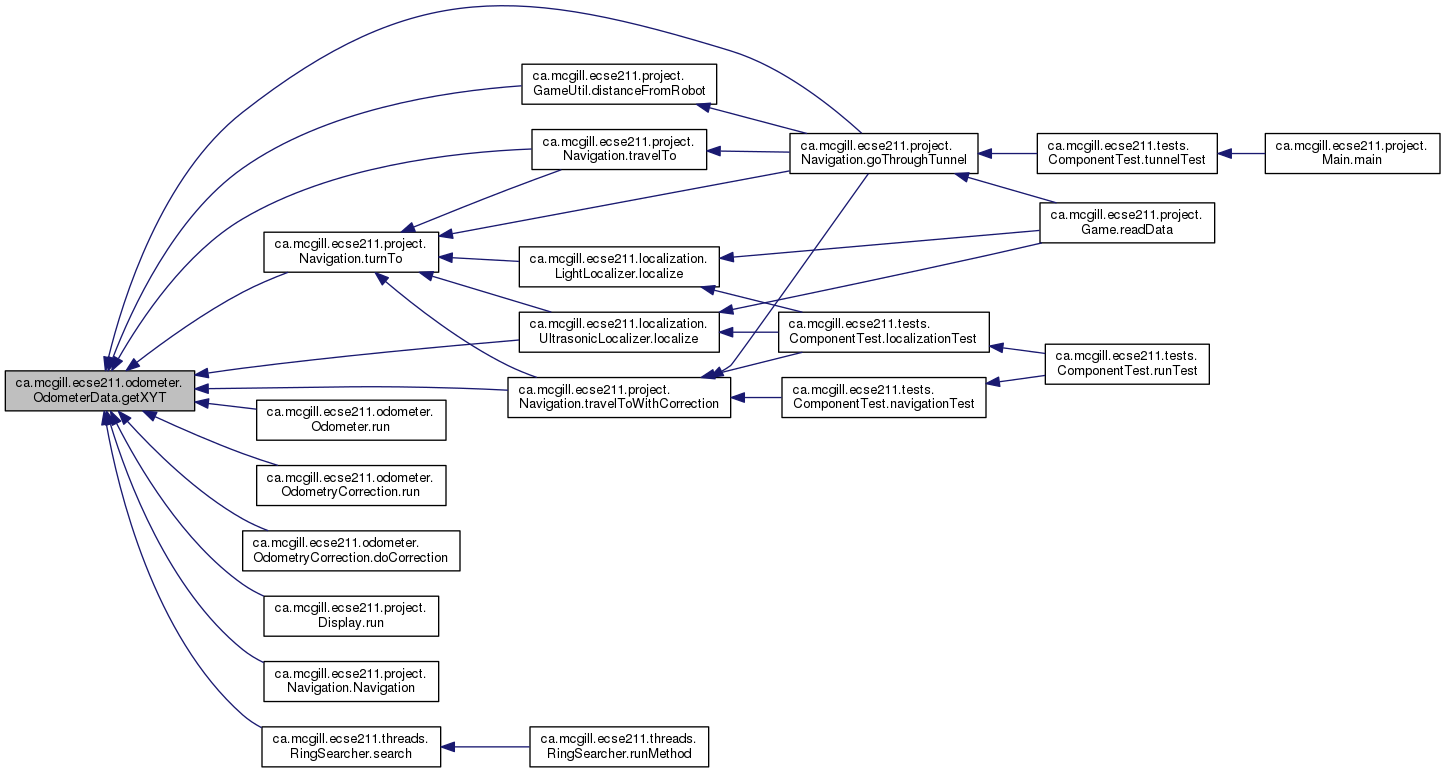 ca.mcgill.ecse211.project.
GameUtil.distanceFromRobot
ca.mcgill.ecse211.project.
Navigation.travelTo
ca.mcgill.ecse211.project.
Navigation.goThroughTunnel
ca.mcgill.ecse211.tests.
ComponentTest.tunnelTest
ca.mcgill.ecse211.project.
Main.main
ca.mcgill.ecse211.project.
Game.readData
ca.mcgill.ecse211.project.
Navigation.turnTo
ca.mcgill.ecse211.localization.
LightLocalizer.localize
ca.mcgill.ecse211.localization.
UltrasonicLocalizer.localize
ca.mcgill.ecse211.tests.
ComponentTest.localizationTest
ca.mcgill.ecse211.tests.
ComponentTest.runTest
ca.mcgill.ecse211.odometer.
OdometerData.getXYT
ca.mcgill.ecse211.project.
Navigation.travelToWithCorrection
ca.mcgill.ecse211.tests.
ComponentTest.navigationTest
ca.mcgill.ecse211.odometer.
Odometer.run
ca.mcgill.ecse211.odometer.
OdometryCorrection.run
ca.mcgill.ecse211.odometer.
OdometryCorrection.doCorrection
ca.mcgill.ecse211.project.
Display.run
ca.mcgill.ecse211.project.
Navigation.Navigation
ca.mcgill.ecse211.threads.
RingSearcher.search
ca.mcgill.ecse211.threads.
RingSearcher.runMethod